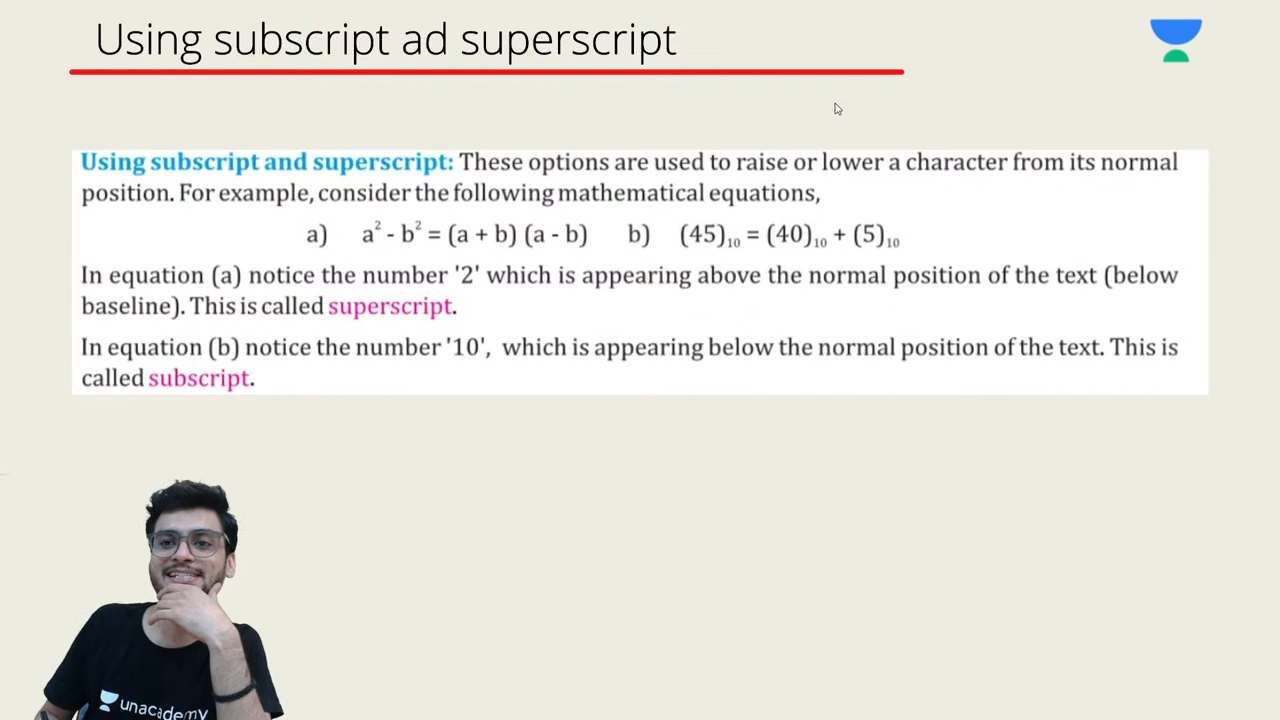 Using subscript ad superscript
Using subscript and superscript: These options are used to raise or lower a character from its normal
position. For example, consider the following mathematical equations,
a) a² - b² = (a + b) (a - b) b) (45)₁₀ = (40)₁₀ + (5)₁₀
In equation (a) notice the number '2' which is appearing above the normal position of the text (below
baseline). This is called superscript.
In equation (b) notice the number '10', which is appearing below the normal position of the text. This is
called subscript.
unacademy